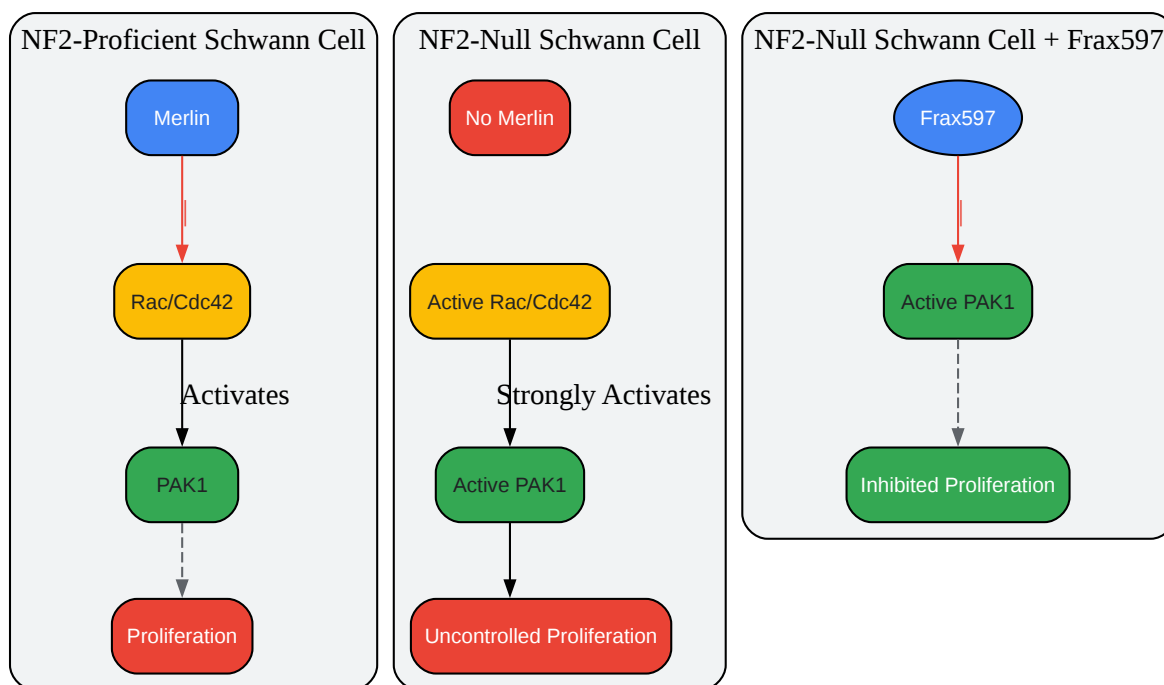 NF2-Proficient Schwann Cell
Merlin
Rac/Cdc42
Activates
PAK1
Proliferation
NF2-Null Schwann Cell
No Merlin
Active Rac/Cdc42
Strongly Activates
Active PAK1
Uncontrolled Proliferation
NF2-Null Schwann Cell + Frax597
Frax597
Active PAK1
Inhibited Proliferation